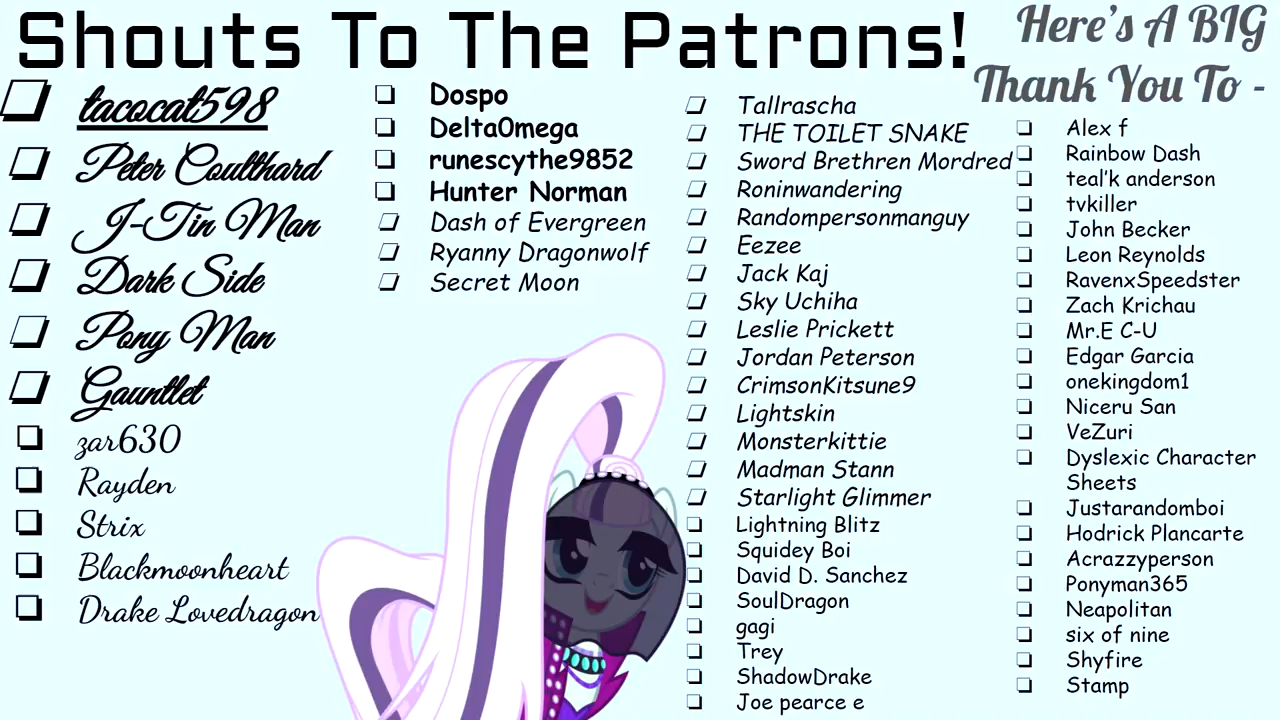 Shouts To The Patrons!
Here's A BIG
Thank You To -
❏ tacocat598
❏ Peter Coulthard
❏ J-Tin Man
❏ Dark Side
❏ Pony Man
❏ Gauntlet
❏ zar630
❏ Rayden
❏ Strix
❏ Blackmoonheart
❏ Drake Lovedragon
❏ Dospo
❏ Delta0mega
❏ runescythe9852
❏ Hunter Norman
❏ Dash of Evergreen
❏ Ryanny Dragonwolf
❏ Secret Moon
❏ Tallrascha
❏ THE TOILET SNAKE
❏ Sword Brethren Mordred
❏ Roninwandering
❏ Randompersonmanguy
❏ Eezee
❏ Jack Kaj
❏ Sky Uchiha
❏ Leslie Prickett
❏ Jordan Peterson
❏ CrimsonKitsune9
❏ Lightskin
❏ Monsterkittie
❏ Madman Stann
❏ Starlight Glimmer
❏ Lightning Blitz
❏ Squidey Boi
❏ David D. Sanchez
❏ SoulDragon
❏ gagi
❏ Trey
❏ ShadowDrake
❏ Joe pearce e
❏ Alex f
❏ Rainbow Dash
❏ teal'k anderson
❏ tvkiller
❏ John Becker
❏ Leon Reynolds
❏ RavenxSpeedster
❏ Zach Krichau
❏ Mr.E C-U
❏ Edgar Garcia
❏ onekingdom1
❏ Niceru San
❏ VeZuri
❏ Dyslexic Character
Sheets
❏ Justarandomboi
❏ Hodrick Plancarte
❏ Acrazzyperson
❏ Ponyman365
❏ Neapolitan
❏ six of nine
❏ Shyfire
❏ Stamp